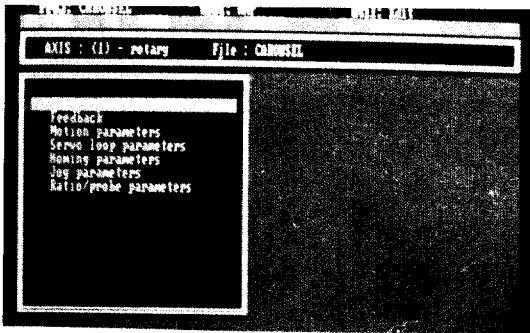 AXIS : (1) - rotary File : CAROUSEL
Feedback
Motion parameters
Servo loop parameters
Homing parameters
Jog parameters
Ratio/probe parameters